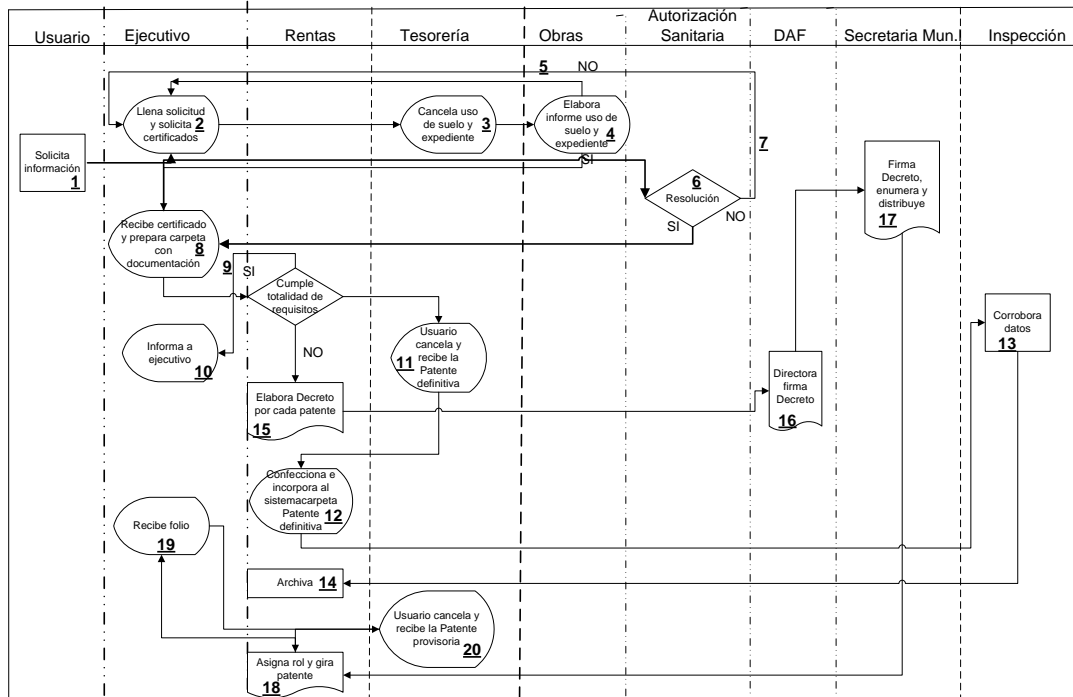 Usuario
Ejecutivo
Rentas
Tesorería
Obras
Autorización
Sanitaria
DAF
Secretaria Mun.
Inspección
5
NO
Llena solicitud
y solicita
certificados
2
Cancela uso
de suelo y
expediente
3
Elabora
informe uso de
suelo y
expediente
4
SI
7
Solicita
información
1
6
Resolución
SI
NO
Firma
Decreto,
enumera y
distribuye
17
Recibe certificado
y prepara carpeta
con
documentación
8
9
SI
Cumple
totalidad de
requisitos
NO
Corrobora
datos
13
Informa a
ejecutivo
10
Usuario
cancela y
recibe la
Patente
definitiva
11
Directora
firma
Decreto
16
Elabora Decreto
por cada patente
15
Confecciona e
incorpora al
sistemacarpeta
Patente
definitiva
12
Recibe folio
19
Archiva
14
Usuario cancela y
recibe la Patente
provisoria
20
Asigna rol y gira
patente
18